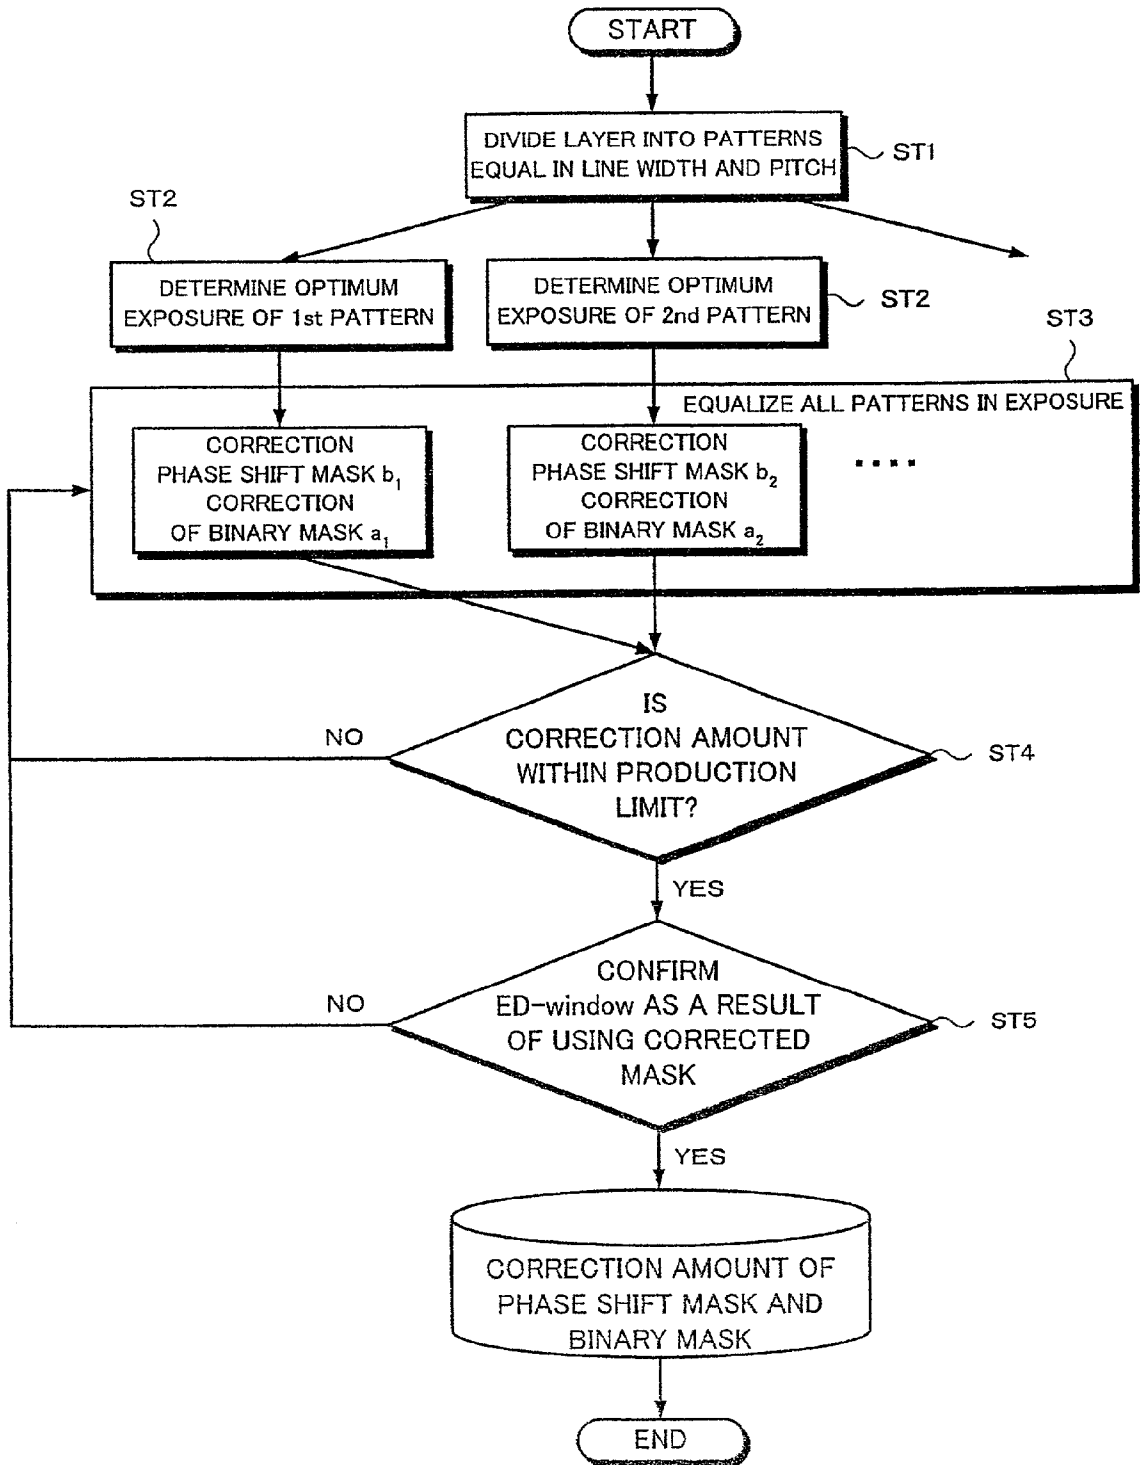 START
DIVIDE LAYER INTO PATTERNS
EQUAL IN LINE WIDTH AND PITCH
ST1
ST2
DETERMINE OPTIMUM
EXPOSURE OF 1st PATTERN
DETERMINE OPTIMUM
EXPOSURE OF 2nd PATTERN
ST2
ST3
EQUALIZE ALL PATTERNS IN EXPOSURE
CORRECTION
PHASE SHIFT MASK b1
CORRECTION
OF BINARY MASK a1
CORRECTION
PHASE SHIFT MASK b2
CORRECTION
OF BINARY MASK a2
....
IS
CORRECTION AMOUNT
WITHIN PRODUCTION
LIMIT?
NO
ST4
YES
CONFIRM
ED-window AS A RESULT
OF USING CORRECTED
MASK
NO
ST5
YES
CORRECTION AMOUNT OF
PHASE SHIFT MASK AND
BINARY MASK
END